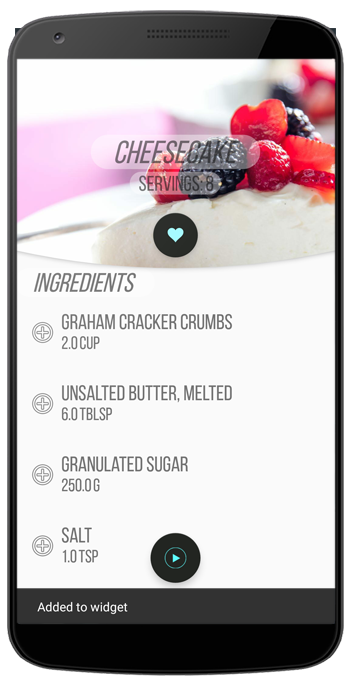 CHEESECAKE
SERVINGS: 8
INGREDIENTS
GRAHAM CRACKER CRUMBS
2.0 CUP
UNSALTED BUTTER, MELTED
6.0 TBLSP
GRANULATED SUGAR
250.0 G
SALT
1.0 TSP
Added to widget